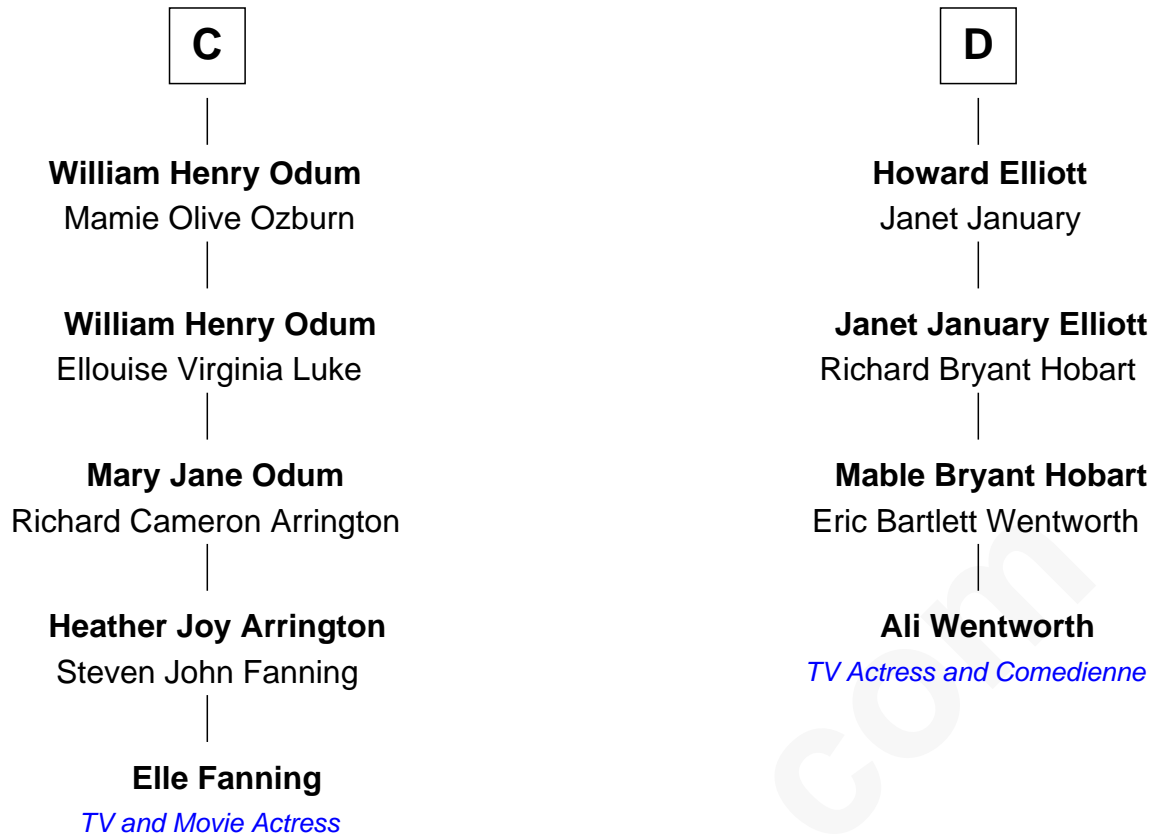 C
William Henry Odum
Mamie Olive Ozburn
William Henry Odum
Ellouise Virginia Luke
Mary Jane Odum
Richard Cameron Arrington
Heather Joy Arrington
Steven John Fanning
Elle Fanning
TV and Movie Actress
D
Howard Elliott
Janet January
Janet January Elliott
Richard Bryant Hobart
Mable Bryant Hobart
Eric Bartlett Wentworth
Ali Wentworth
TV Actress and Comedienne
com